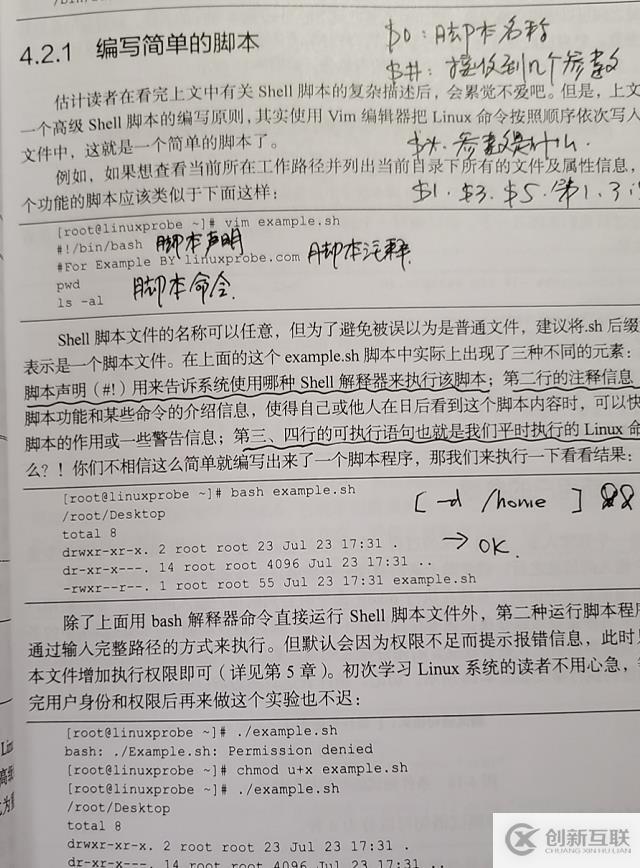 4.2.1 编写简单的脚本
$0：脚本名称
$#：接收到几个参数
估计读者在看完上文中有关 Shell 脚本的复杂描述后，会累觉不爱吧。但是，上文
一个高级 Shell 脚本的编写原则，其实使用 Vim 编辑器把 Linux 命令按照顺序依次写入
文件中，这就是一个简单的脚本了。
$*：参数是什么.
例如，如果想查看当前所在工作路径并列出当前目录下所有的文件及属性信息，
个功能的脚本应该类似于下面这样：
$1. $3. $5. 第1.3
[root@linuxprobe ~]# vim example.sh
#!/bin/bash 脚本声明
#For Example BY linuxprobe.com 脚本注释
pwd
ls -al 脚本命令.
Shell 脚本文件的名称可以任意，但为了避免被误以为是普通文件，建议将.sh 后缀
表示是一个脚本文件。在上面的这个 example.sh 脚本中实际上出现了三种不同的元素：
脚本声明（#!）用来告诉系统使用哪种 Shell 解释器来执行该脚本；第二行的注释信息
脚本功能和某些命令的介绍信息，使得自己或他人在日后看到这个脚本内容时，可以快
脚本的作用或一些警告信息；第三、四行的可执行语句也就是我们平时执行的 Linux 命
么？！你们不相信这么简单就编写出来了一个脚本程序，那我们来执行一下看看结果：
[root@linuxprobe ~]# bash example.sh
/root/Desktop
total 8
drwxr-xr-x. 2 root root 23 Jul 23 17:31 .
dr-xr-x---. 14 root root 4096 Jul 23 17:31 ..
-rwxr--r--. 1 root root 55 Jul 23 17:31 example.sh
[ -d /home ] &&
→ OK.
除了上面用 bash 解释器命令直接运行 Shell 脚本文件外，第二种运行脚本程序
通过输入完整路径的方式来执行。但默认会因为权限不足而提示报错信息，此时
本文件增加执行权限即可（详见第 5 章）。初次学习 Linux 系统的读者不用心急，
完用户身份和权限后再来做这个实验也不迟：
[root@linuxprobe ~]# ./example.sh
bash: ./Example.sh: Permission denied
[root@linuxprobe ~]# chmod u+x example.sh
[root@linuxprobe ~]# ./example.sh
/root/Desktop
total 8
drwxr-xr-x. 2 root root 23 Jul 23 17:31 .
dr-xr-x---. 14 root root 4096 Jul 23 17:31 ..
创新互联
CHUANG XIN HU LIAN